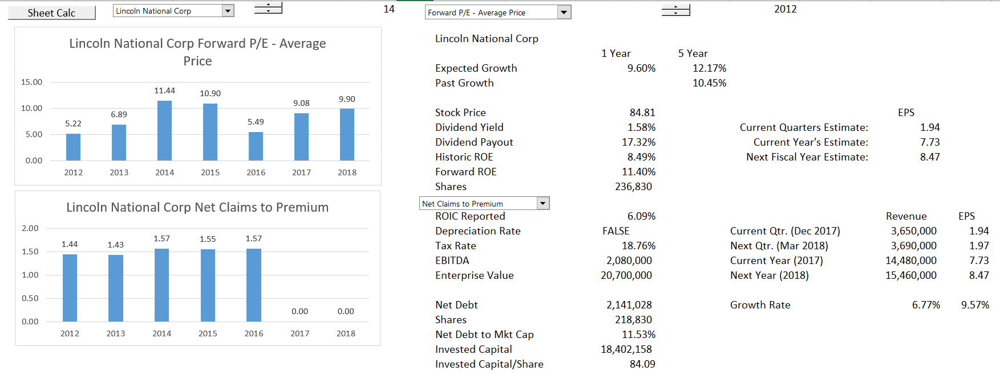 Sheet Calc
Lincoln National Corp
14
Forward P/E - Average Price
2012
Lincoln National Corp Forward P/E - Average
Price
15.00
10.00
5.00
0.00
5.22
6.89
11.44
10.90
5.49
9.08
9.90
2012 2013 2014 2015 2016 2017 2018
Lincoln National Corp Net Claims to Premium
2.00
1.50
1.00
0.50
0.00
1.44
1.43
1.57
1.55
1.57
0.00
0.00
2012 2013 2014 2015 2016 2017 2018
Lincoln National Corp
1 Year 5 Year
Expected Growth 9.60% 12.17%
Past Growth 10.45%
Stock Price 84.81
Dividend Yield 1.58%
Dividend Payout 17.32%
Historic ROE 8.49%
Forward ROE 11.40%
Shares 236,830
EPS
Current Quarters Estimate: 1.94
Current Year's Estimate: 7.73
Next Fiscal Year Estimate: 8.47
Net Claims to Premium
ROIC Reported 6.09%
Depreciation Rate FALSE
Tax Rate 18.76%
EBITDA 2,080,000
Enterprise Value 20,700,000
Net Debt 2,141,028
Shares 218,830
Net Debt to Mkt Cap 11.53%
Invested Capital 18,402,158
Invested Capital/Share 84.09
Revenue EPS
Current Qtr. (Dec 2017) 3,650,000 1.94
Next Qtr. (Mar 2018) 3,690,000 1.97
Current Year (2017) 14,480,000 7.73
Next Year (2018) 15,460,000 8.47
Growth Rate 6.77% 9.57%